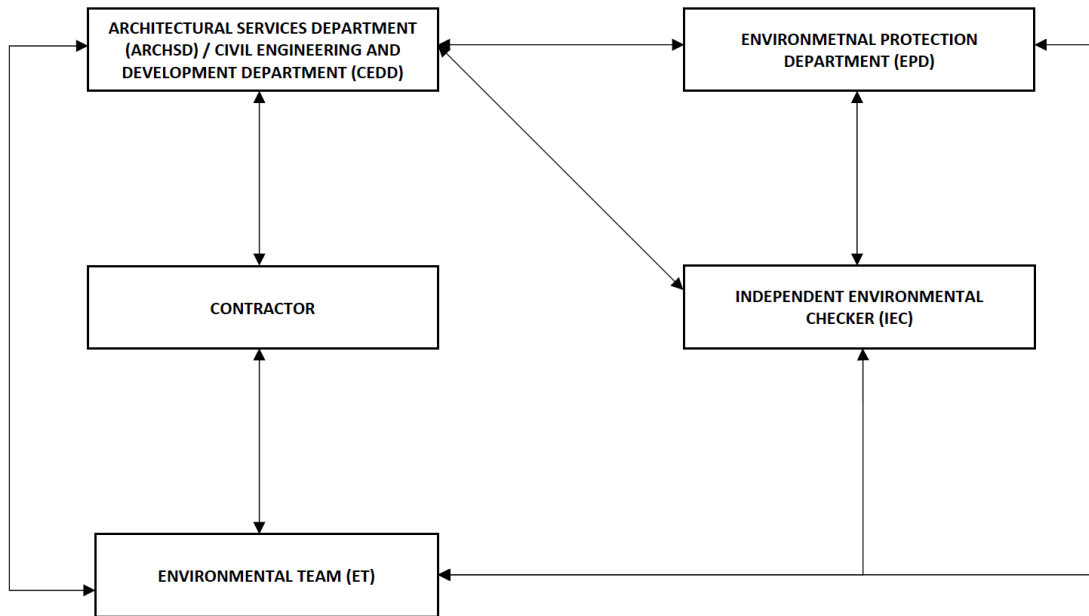 ARCHITECTURAL SERVICES DEPARTMENT
(ARCHSD) / CIVIL ENGINEERING AND
DEVELOPMENT DEPARTMENT (CEDD)
ENVIRONMETNAL PROTECTION
DEPARTMENT (EPD)
CONTRACTOR
INDEPENDENT ENVIRONMENTAL
CHECKER (IEC)
ENVIRONMENTAL TEAM (ET)